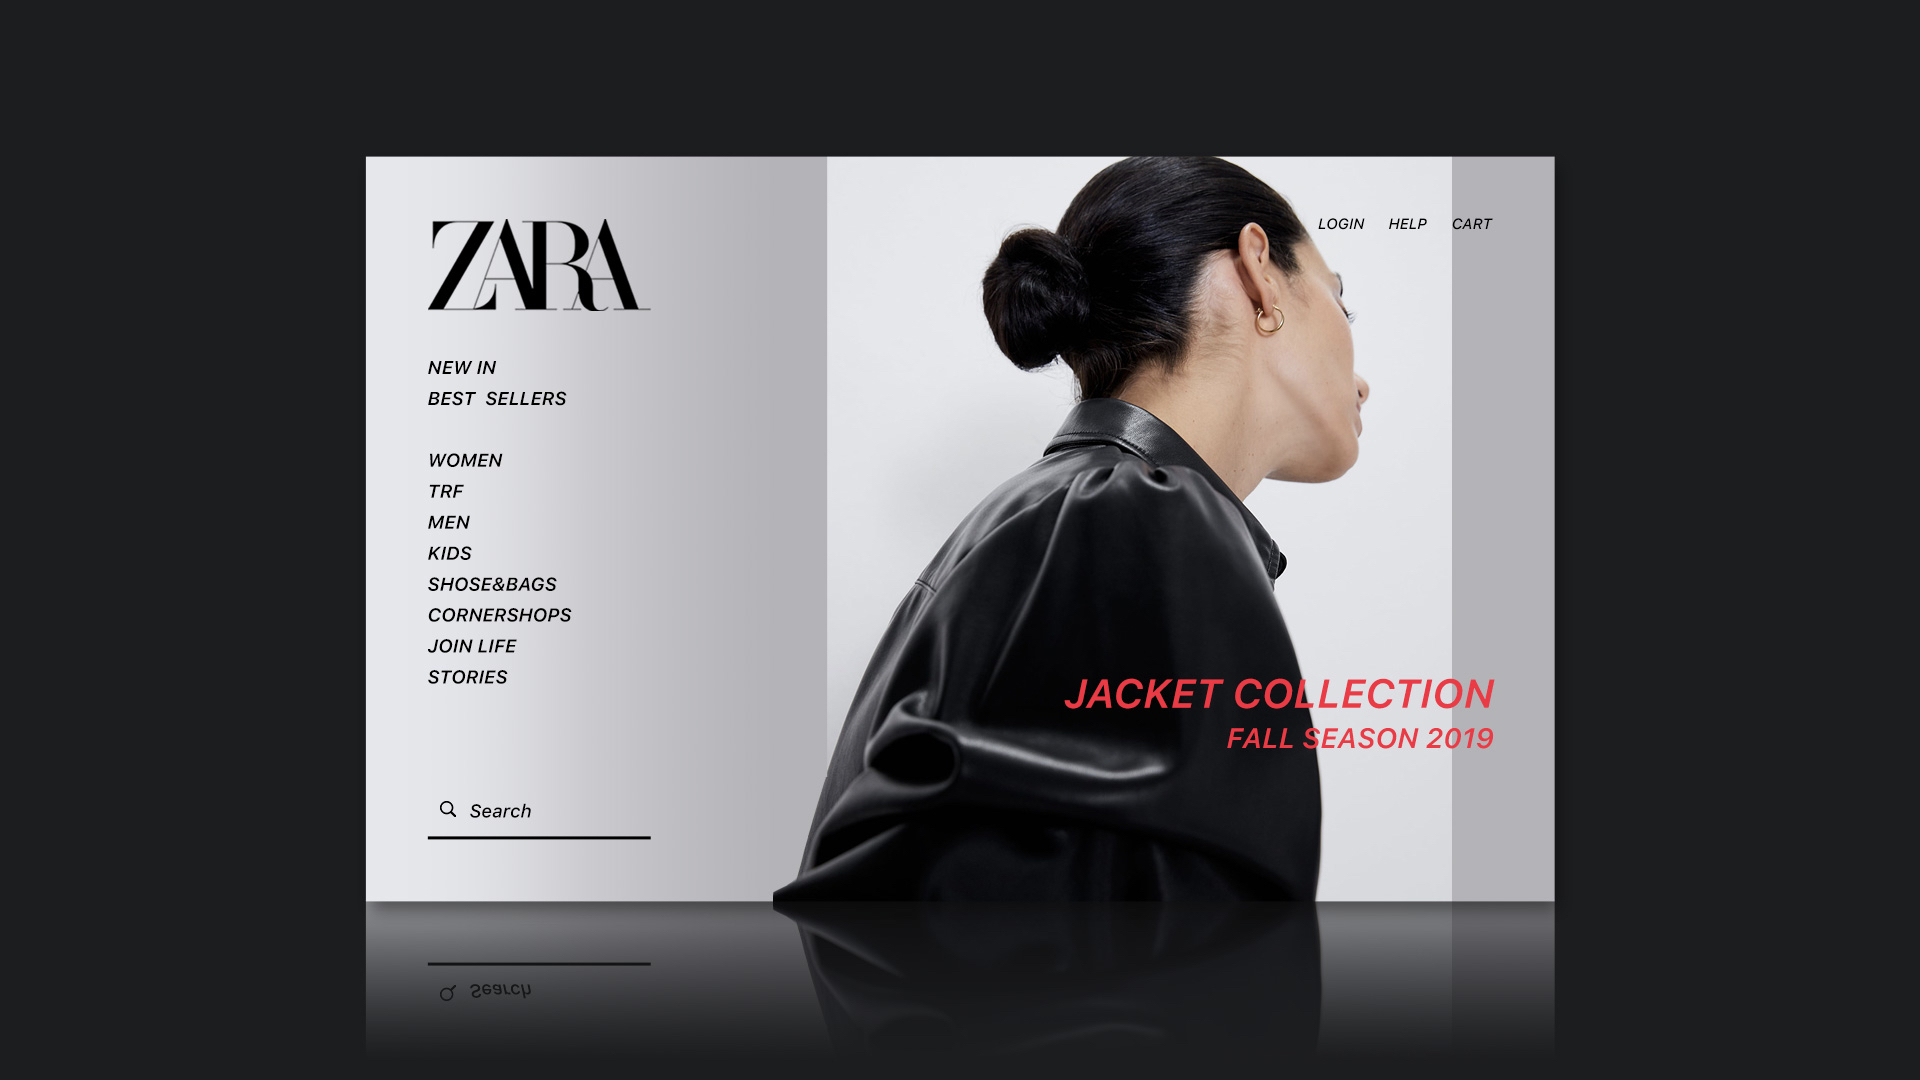 ZARA
LOGIN HELP CART
NEW IN
BEST SELLERS
WOMEN
TRF
MEN
KIDS
SHOSE&BAGS
CORNERSHOPS
JOIN LIFE
STORIES
JACKET COLLECTION
FALL SEASON 2019
Search
Search